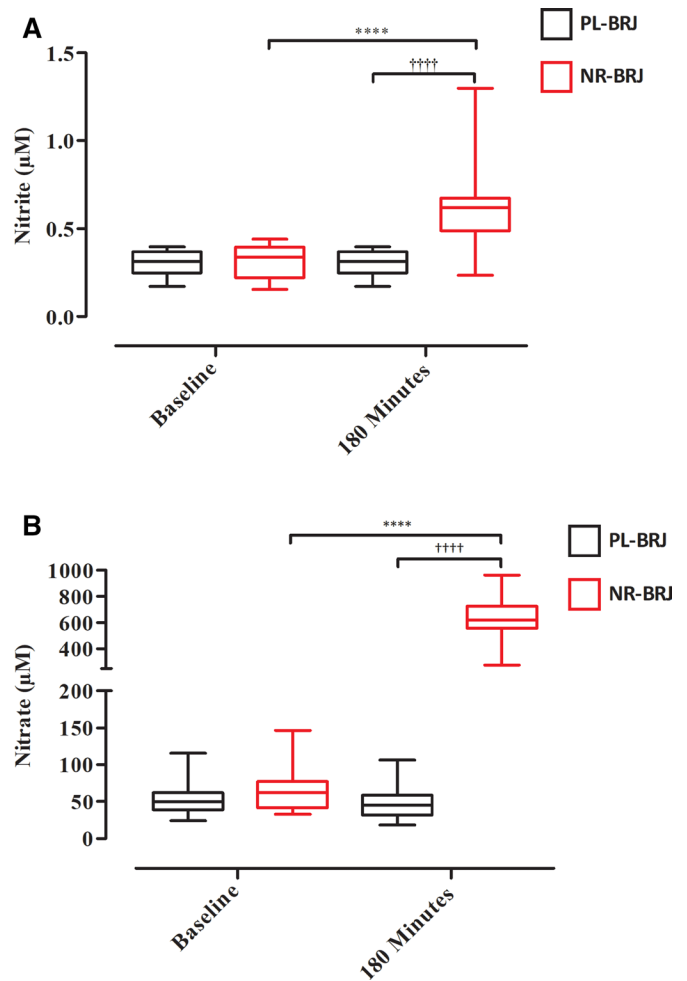 A
****
PL-BRJ
††††
NR-BRJ
1.5
1.0
0.5
0.0
Nitrite (µM)
Baseline
180 Minutes
B
****
PL-BRJ
††††
NR-BRJ
1000
800
600
400
200
150
100
50
0
Nitrate (µM)
Baseline
180 Minutes